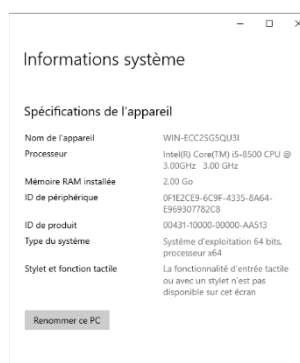 Informations système
Spécifications de l'appareil
Nom de l'appareil WIN-ECC2SG5QU3I
Processeur Intel(R) Core(TM) i5-8500 CPU @
3.00GHz 3.00 GHz
Mémoire RAM installée 2,00 Go
ID de périphérique 0F1E2CE9-6C9F-4335-8A64-
E969307782C8
ID de produit 00431-10000-00000-AA513
Type du système Système d'exploitation 64 bits,
processeur x64
Stylet et fonction tactile La fonctionnalité d'entrée tactile
ou avec un stylet n'est pas
disponible sur cet écran
Renommer ce PC